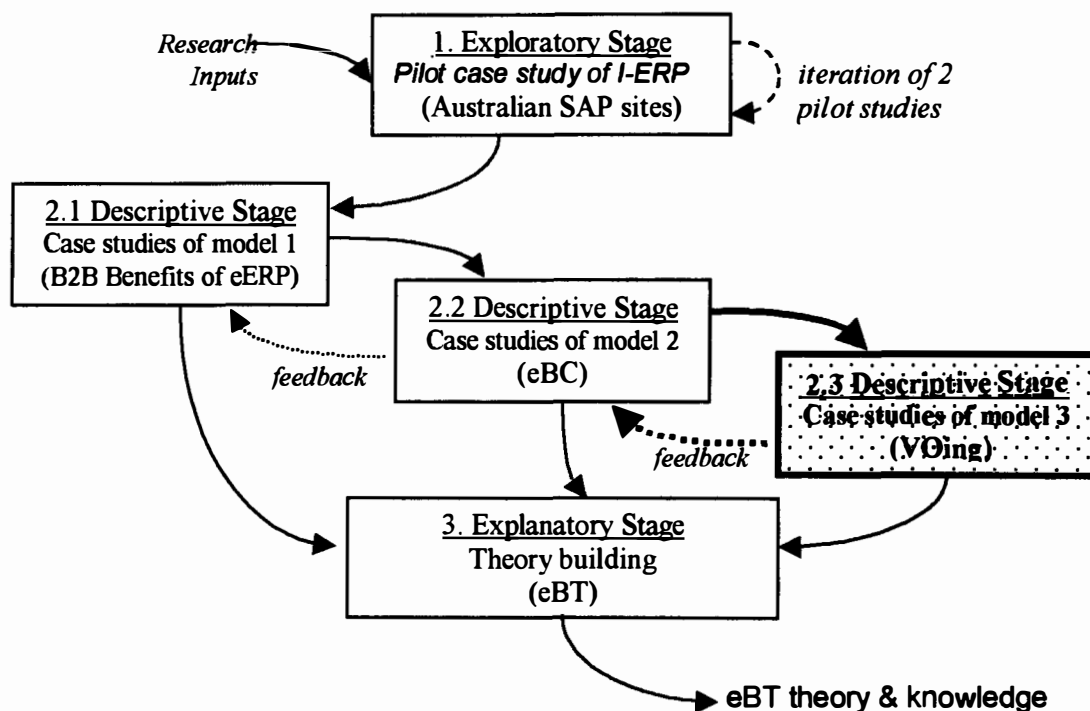 Research
Inputs
1. Exploratory Stage
Pilot case study of I-ERP
(Australian SAP sites)
iteration of 2
pilot studies
2.1 Descriptive Stage
Case studies of model 1
(B2B Benefits of eERP)
2.2 Descriptive Stage
Case studies of model 2
(eBC)
feedback
2.3 Descriptive Stage
Case studies of model 3
(VOing)
feedback
3. Explanatory Stage
Theory building
(eBT)
eBT theory & knowledge